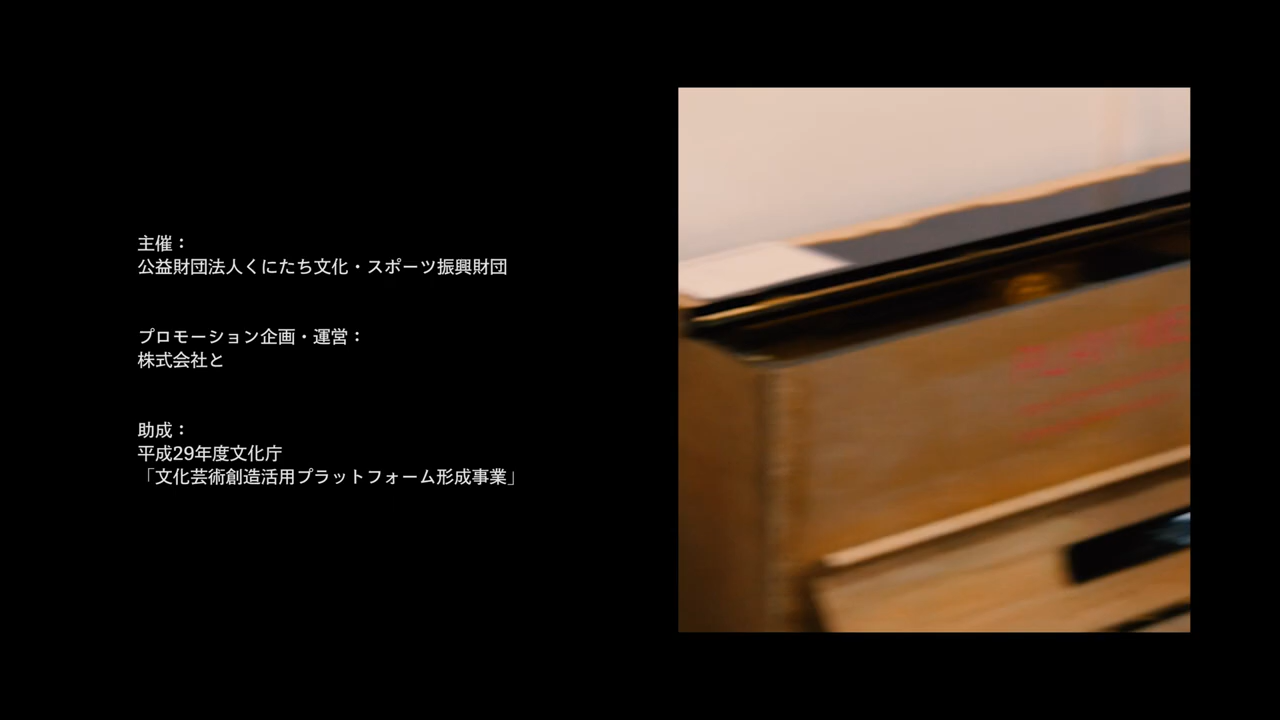 主催：
公益財団法人くにたち文化・スポーツ振興財団
プロモーション企画・運営：
株式会社と
助成：
平成29年度文化庁
「文化芸術創造活用プラットフォーム形成事業」